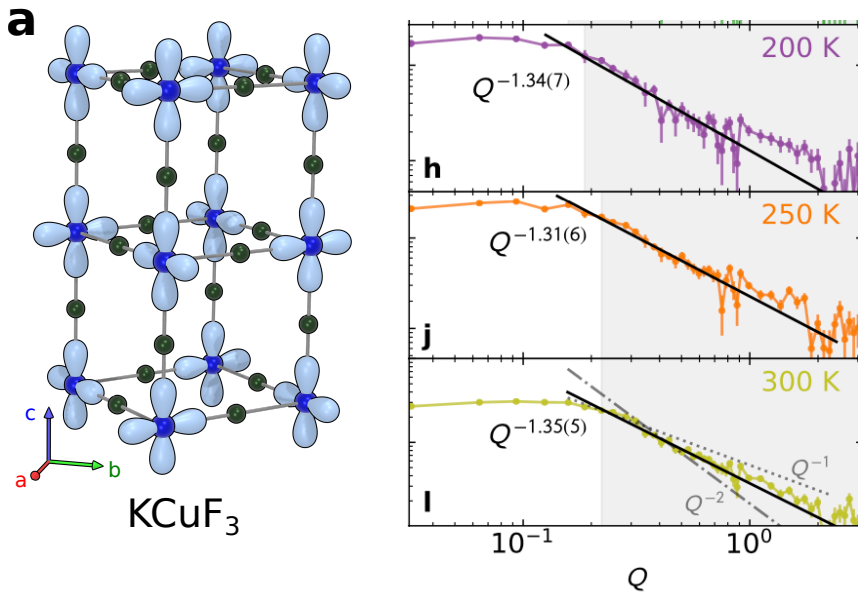 a
c
a
b
KCuF₃
200 K
Q⁻¹·³⁴⁽⁷⁾
h
250 K
Q⁻¹·³¹⁽⁶⁾
j
300 K
Q⁻¹·³⁵⁽⁵⁾
Q⁻¹
Q⁻²
l
10⁻¹
10⁰
Q